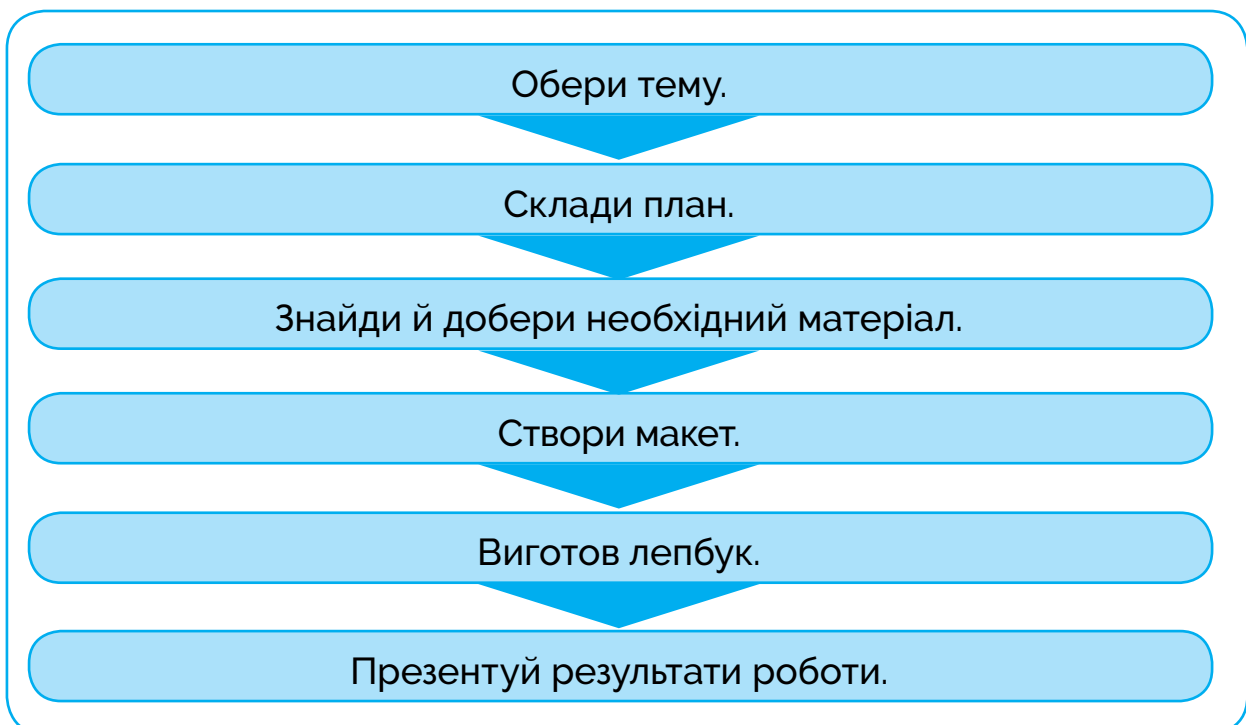 Обери тему.
Склади план.
Знайди й добери необхідний матеріал.
Створи макет.
Виготов лепбук.
Презентуй результати роботи.